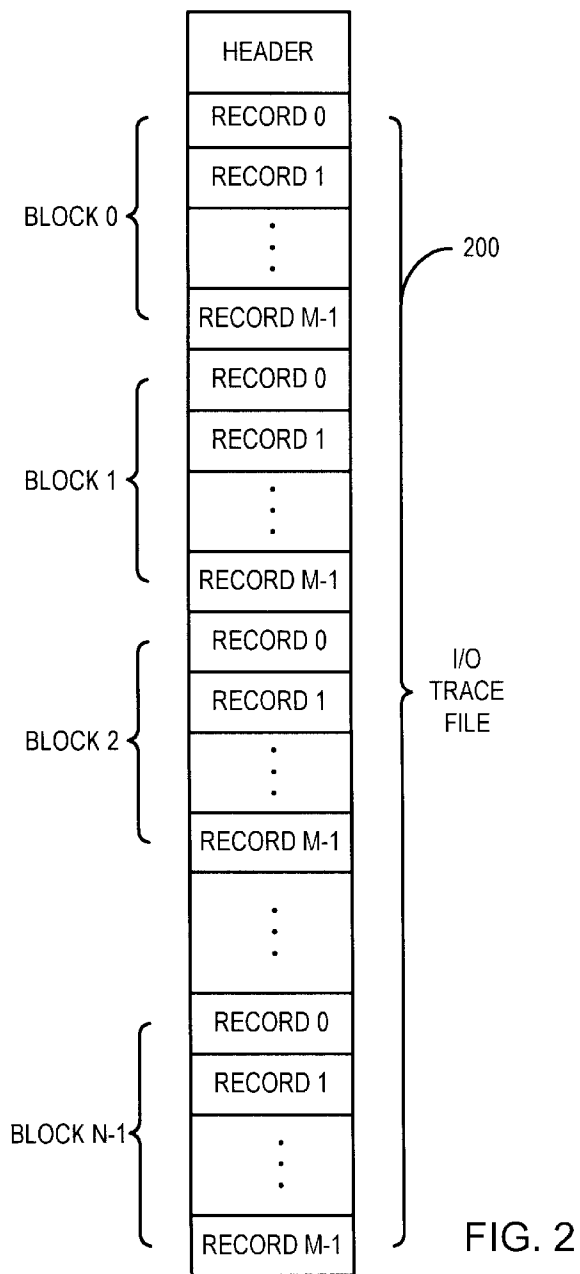 HEADER
RECORD 0
RECORD 1
RECORD M-1
BLOCK 0
200
RECORD 0
RECORD 1
RECORD M-1
BLOCK 1
RECORD 0
RECORD 1
RECORD M-1
BLOCK 2
I/O
TRACE
FILE
RECORD 0
RECORD 1
RECORD M-1
BLOCK N-1
FIG. 2